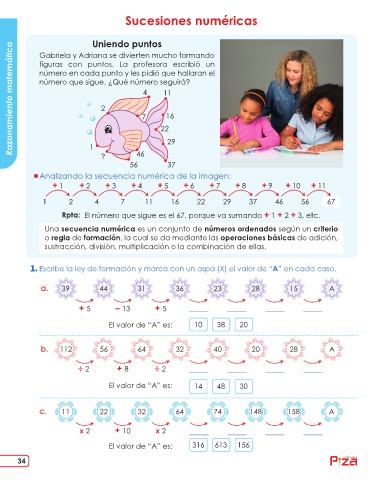 Sucesiones numéricas
Razonamiento matemático
Uniendo puntos
Gabriela y Adriana se divierten mucho formando
figuras con puntos. La profesora escribió un
número en cada punto y les pidió que hallaran el
número que sigue. ¿Qué número seguirá?
4 11
2
7 16
22
1 29
? 46
56 37
Analizando la secuencia numérica de la imagen:
+ 1 + 2 + 3 + 4 + 5 + 6 + 7 + 8 + 9 + 10 + 11
1 2 4 7 11 16 22 29 37 46 56 67
Rpta: El número que sigue es el 67, porque va sumando + 1 + 2 + 3, etc.
Una secuencia numérica es un conjunto de números ordenados según un criterio
o regla de formación, la cual se da mediante las operaciones básicas de adición,
sustracción, división, multiplicación o la combinación de ellas.
1. Escribe la ley de formación y marca con un aspa (X) el valor de “A” en cada caso.
a. 39 44 31 36 23 28 15 A
+ 5 – 13 + 5
El valor de “A” es: 10 38 20
b. 112 56 64 32 40 20 28 A
÷ 2 + 8 ÷ 2
El valor de “A” es: 14 48 30
c. 11 22 32 64 74 148 158 A
x 2 + 10 x 2
El valor de “A” es: 316 613 156
34
Piza